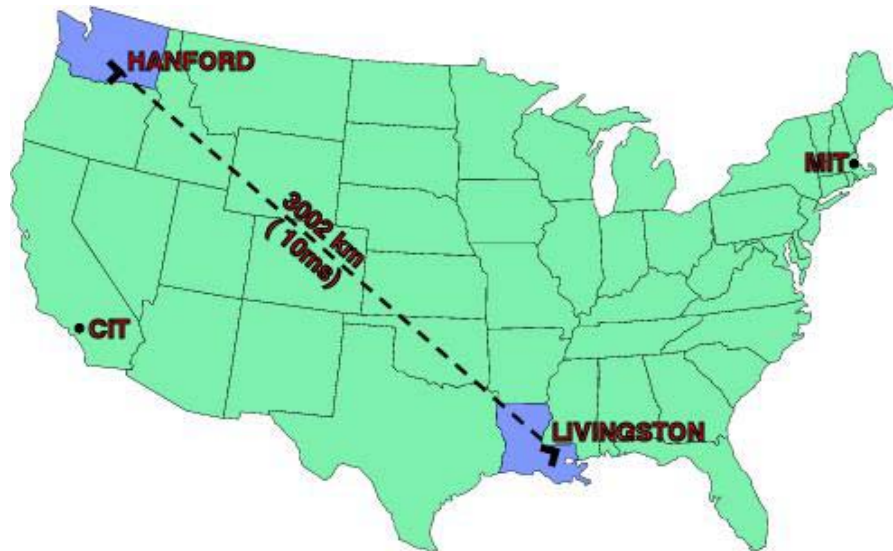 HANFORD
MIT
3002 km
( 10ms)
CIT
LIVINGSTON